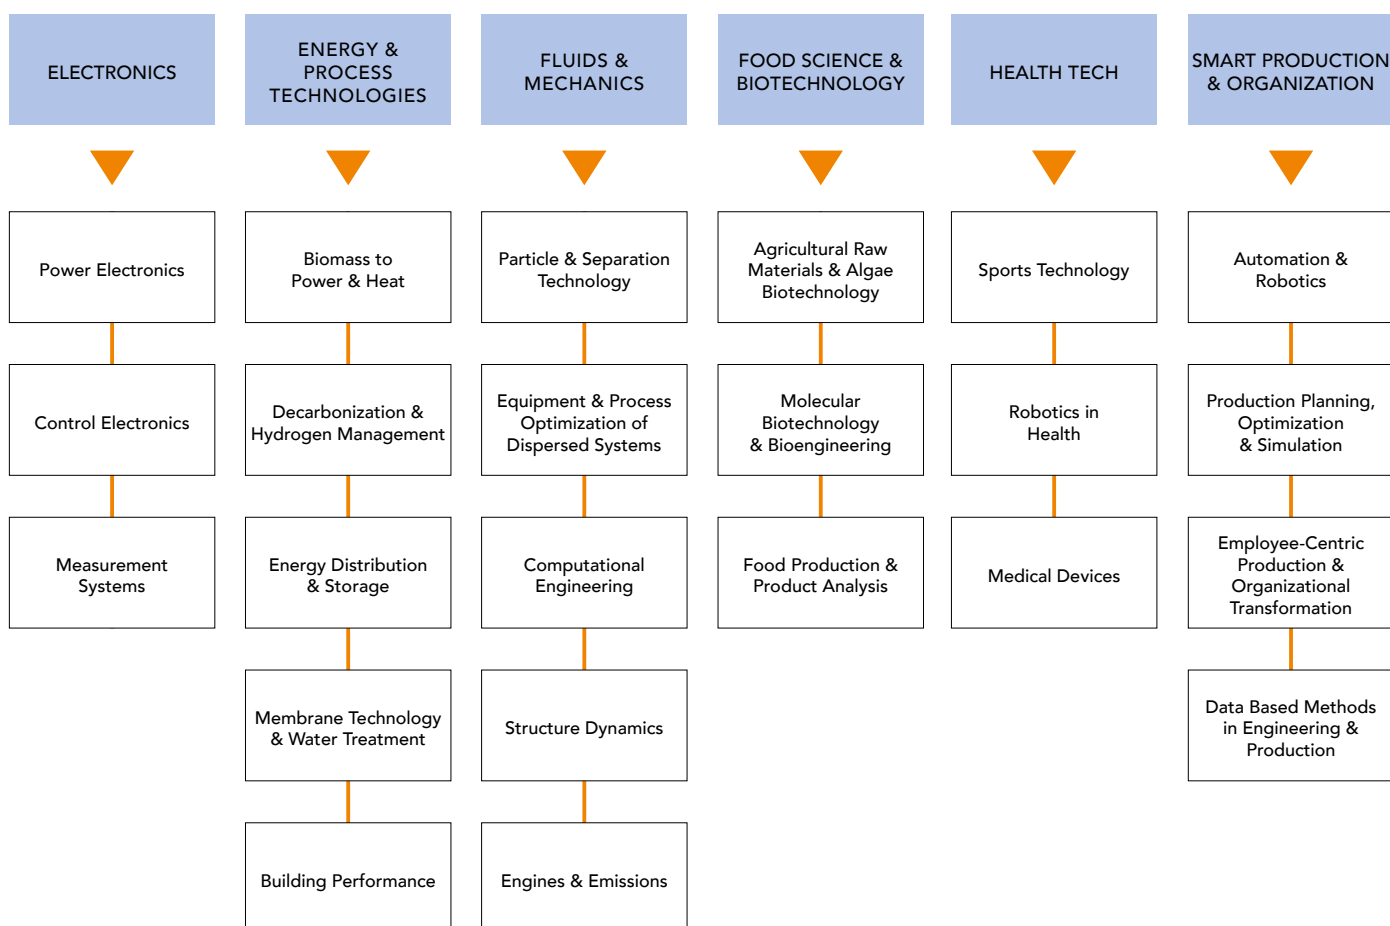 ELECTRONICS
ENERGY &
PROCESS
TECHNOLOGIES
FLUIDS &
MECHANICS
FOOD SCIENCE &
BIOTECHNOLOGY
HEALTH TECH
SMART PRODUCTION
& ORGANIZATION
Power Electronics
Biomass to
Power & Heat
Particle & Separation
Technology
Agricultural Raw
Materials & Algae
Biotechnology
Sports Technology
Automation &
Robotics
Control Electronics
Decarbonization &
Hydrogen Management
Equipment & Process
Optimization of
Dispersed Systems
Molecular
Biotechnology
& Bioengineering
Robotics in
Health
Production Planning,
Optimization
& Simulation
Measurement
Systems
Energy Distribution
& Storage
Computational
Engineering
Food Production &
Product Analysis
Medical Devices
Employee-Centric
Production &
Organizational
Transformation
Membrane Technology
& Water Treatment
Structure Dynamics
Data Based Methods
in Engineering &
Production
Building Performance
Engines & Emissions